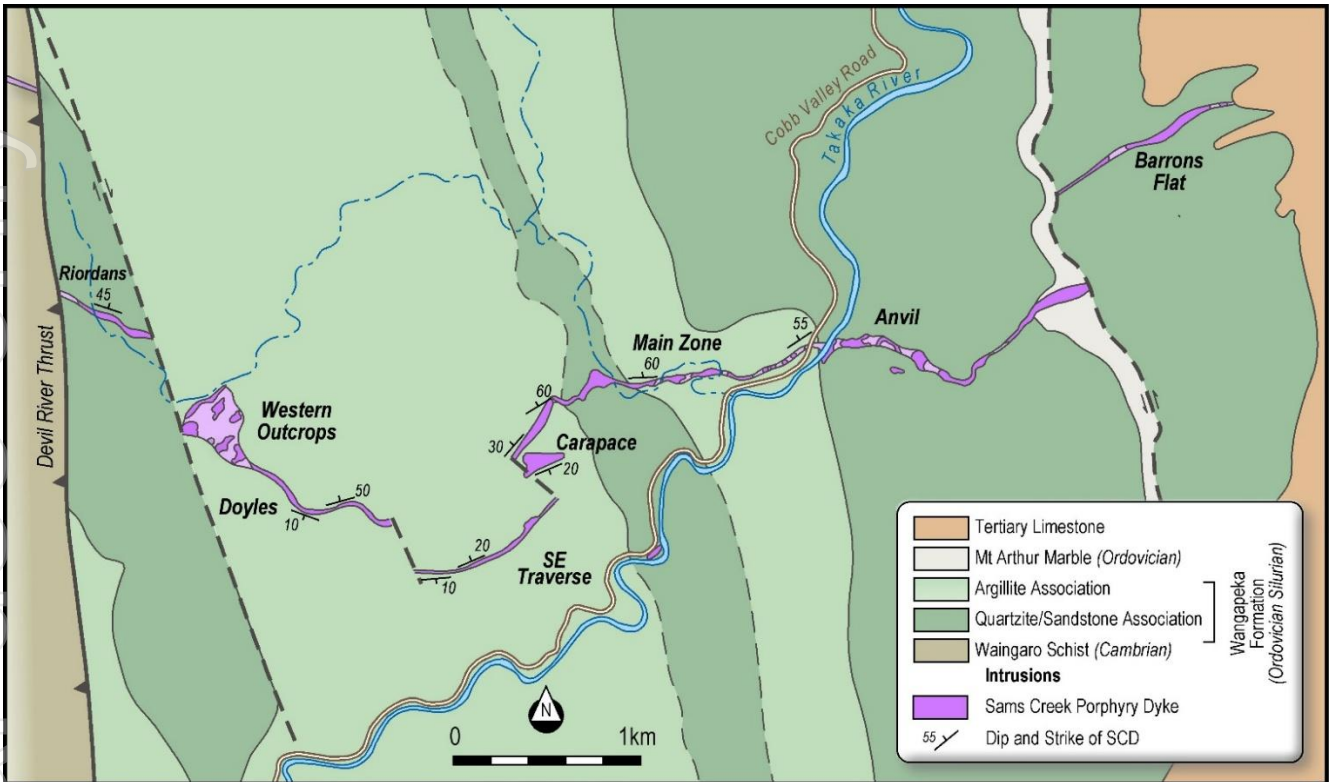 Cobb Valley Road
Takaka River
Barrons
Flat
Riordans
45
Devil River Thrust
Western
Outcrops
Doyles
10
50
Main Zone
60
55
Anvil
60
30
Carapace
20
20
10
SE
Traverse
N
0 1km
Tertiary Limestone
Mt Arthur Marble (Ordovician)
Argillite Association
Quartzite/Sandstone Association
Waingaro Schist (Cambrian)
Wangapeka
Formation
(Ordovician Silurian)
Intrusions
Sams Creek Porphyry Dyke
55 Dip and Strike of SCD